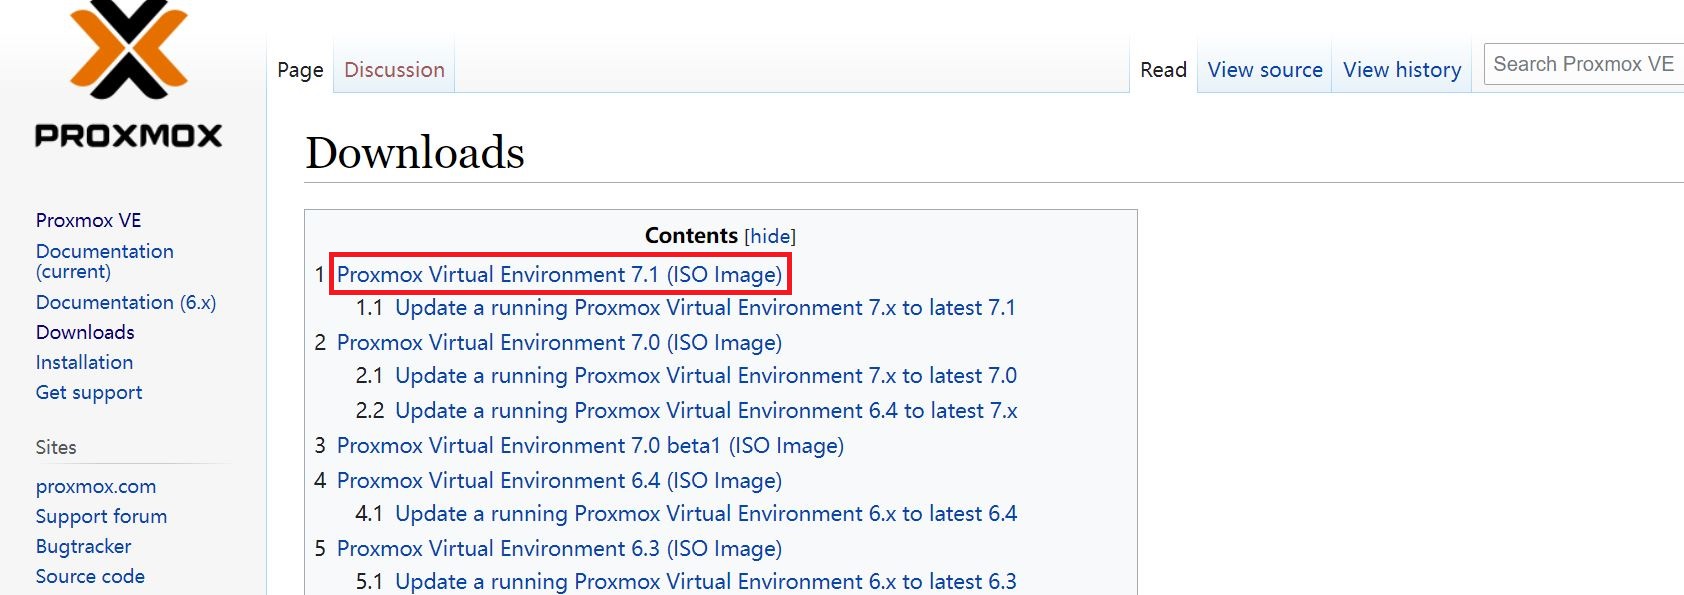 PROXMOX
Proxmox VE
Documentation
(current)
Documentation (6.x)
Downloads
Installation
Get support
Sites
proxmox.com
Support forum
Bugtracker
Source code
Page Discussion Read View source View history Search Proxmox VE
Downloads
Contents [hide]
1 Proxmox Virtual Environment 7.1 (ISO Image)
1.1 Update a running Proxmox Virtual Environment 7.x to latest 7.1
2 Proxmox Virtual Environment 7.0 (ISO Image)
2.1 Update a running Proxmox Virtual Environment 7.x to latest 7.0
2.2 Update a running Proxmox Virtual Environment 6.4 to latest 7.x
3 Proxmox Virtual Environment 7.0 beta1 (ISO Image)
4 Proxmox Virtual Environment 6.4 (ISO Image)
4.1 Update a running Proxmox Virtual Environment 6.x to latest 6.4
5 Proxmox Virtual Environment 6.3 (ISO Image)
5.1 Update a running Proxmox Virtual Environment 6.x to latest 6.3